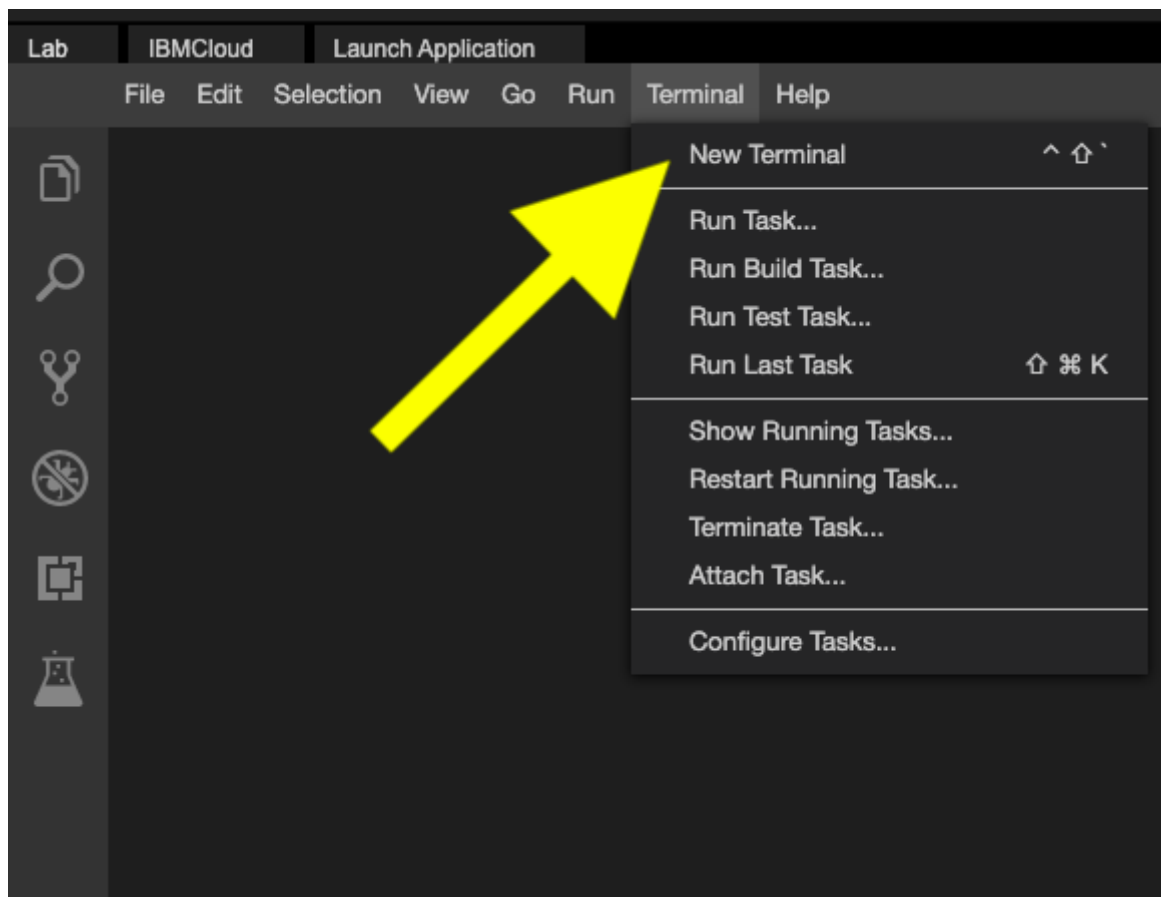 Lab IBMCloud Launch Application
File Edit Selection View Go Run Terminal Help
New Terminal ^ ⇧ `
Run Task...
Run Build Task...
Run Test Task...
Run Last Task ⇧ ⌘ K
Show Running Tasks...
Restart Running Task...
Terminate Task...
Attach Task...
Configure Tasks...